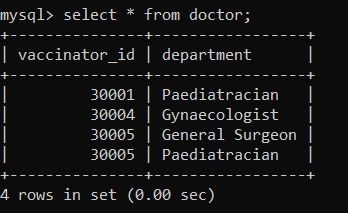 mysql> select * from doctor;
+---------------+-----------------+
| vaccinator_id | department      |
+---------------+-----------------+
|         30001 | Paediatracian   |
|         30004 | Gynaecologist   |
|         30005 | General Surgeon |
|         30005 | Paediatracian   |
+---------------+-----------------+
4 rows in set (0.00 sec)